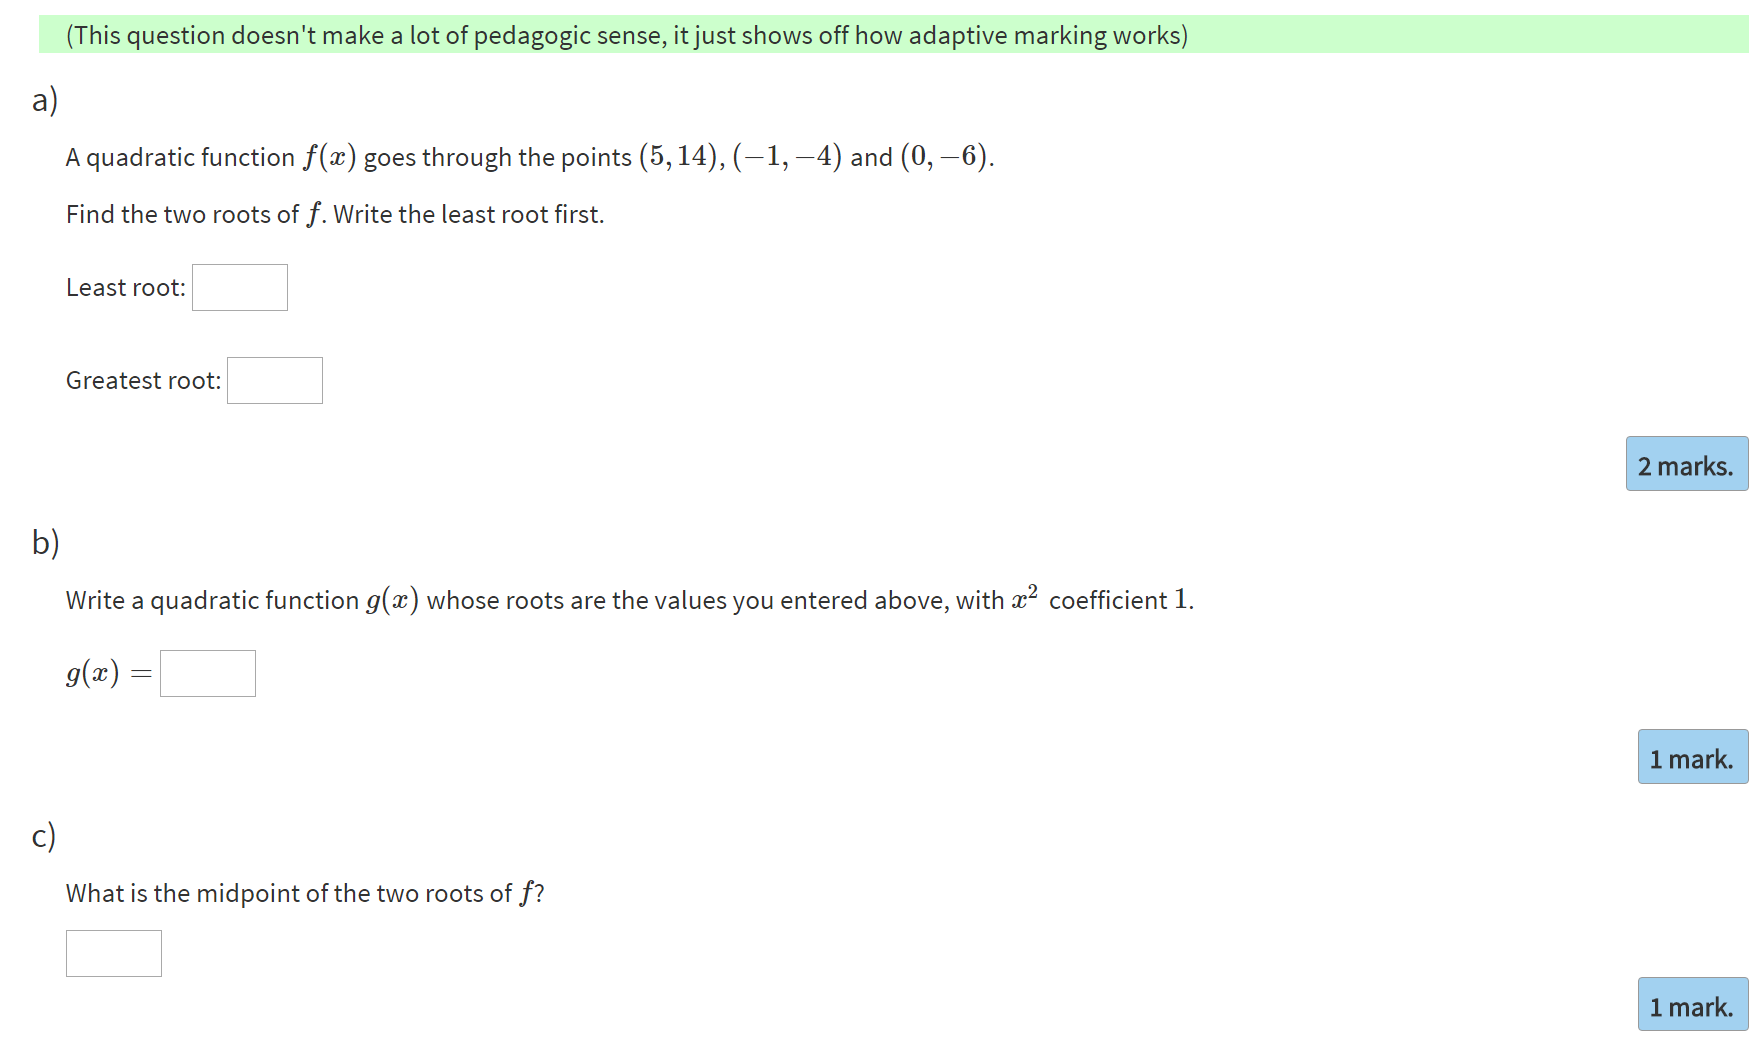 (This question doesn't make a lot of pedagogic sense, it just shows off how adaptive marking works)
a)
A quadratic function f(x) goes through the points (5, 14), (−1, −4) and (0, −6).
Find the two roots of f. Write the least root first.
Least root:
Greatest root:
2 marks.
b)
Write a quadratic function g(x) whose roots are the values you entered above, with x² coefficient 1.
g(x) =
1 mark.
c)
What is the midpoint of the two roots of f?
1 mark.